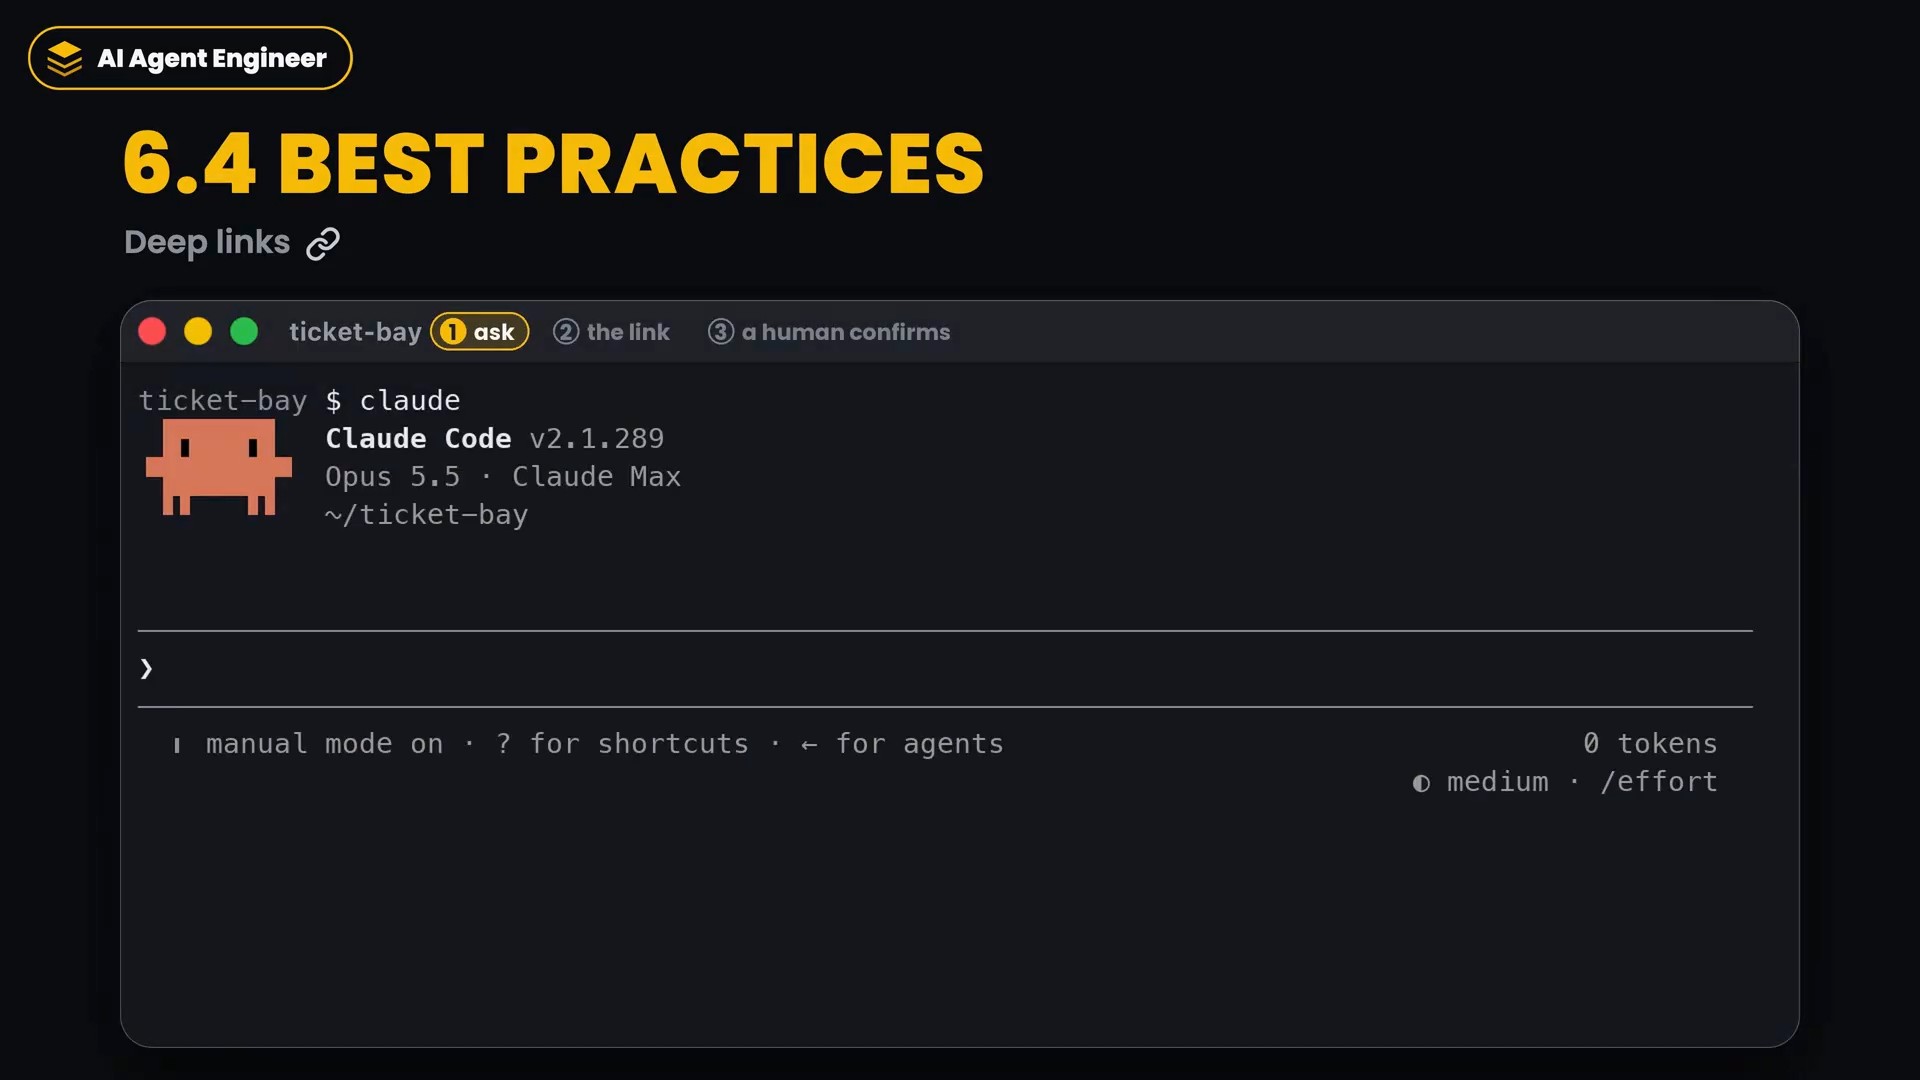 AI Agent Engineer
6.4 BEST PRACTICES
Deep links
ticket-bay 1 ask 2 the link 3 a human confirms
ticket-bay $ claude
Claude Code v2.1.289
Opus 5.5 · Claude Max
~/ticket-bay
❯
manual mode on · ? for shortcuts · ← for agents 0 tokens
◐ medium · /effort